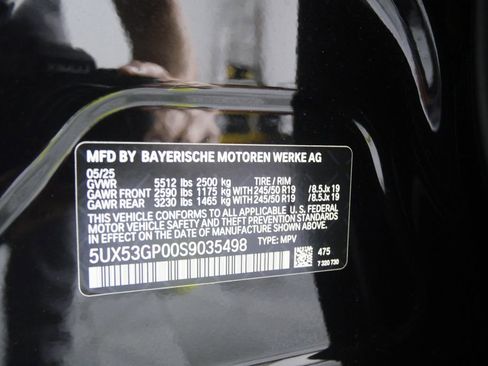 MFD BY BAYERISCHE MOTOREN WERKE AG
05/25
GVWR 5512 lbs 2500 kg TIRE / RIM
GAWR FRONT 2590 lbs 1175 kg WITH 245/50 R19 / 8.5Jx 19
GAWR REAR 3230 lbs 1465 kg WITH 245/50 R19 / 8.5Jx 19
THIS VEHICLE CONFORMS TO ALL APPLICABLE U. S. FEDERAL
MOTOR VEHICLE SAFETY AND THEFT PREVENTION STANDARDS
IN EFFECT ON THE DATE OF MANUFACTURE SHOWN ABOVE.
5UX53GP00S9035498 TYPE: MPV
475
7 320 730